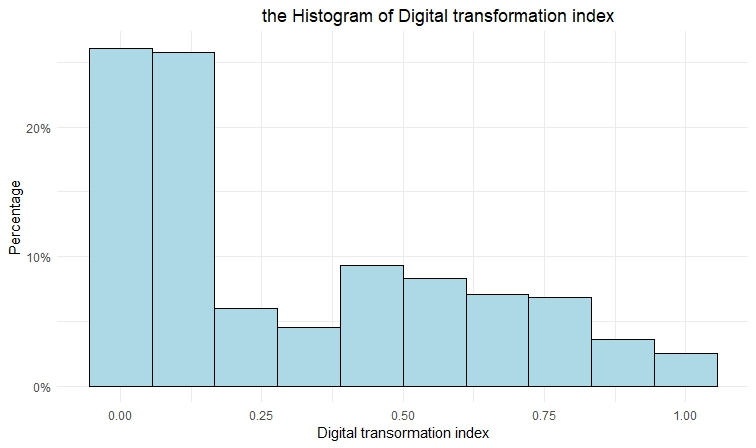 the Histogram of Digital transformation index
Percentage
20%
10%
0%
0.00 0.25 0.50 0.75 1.00
Digital transormation index